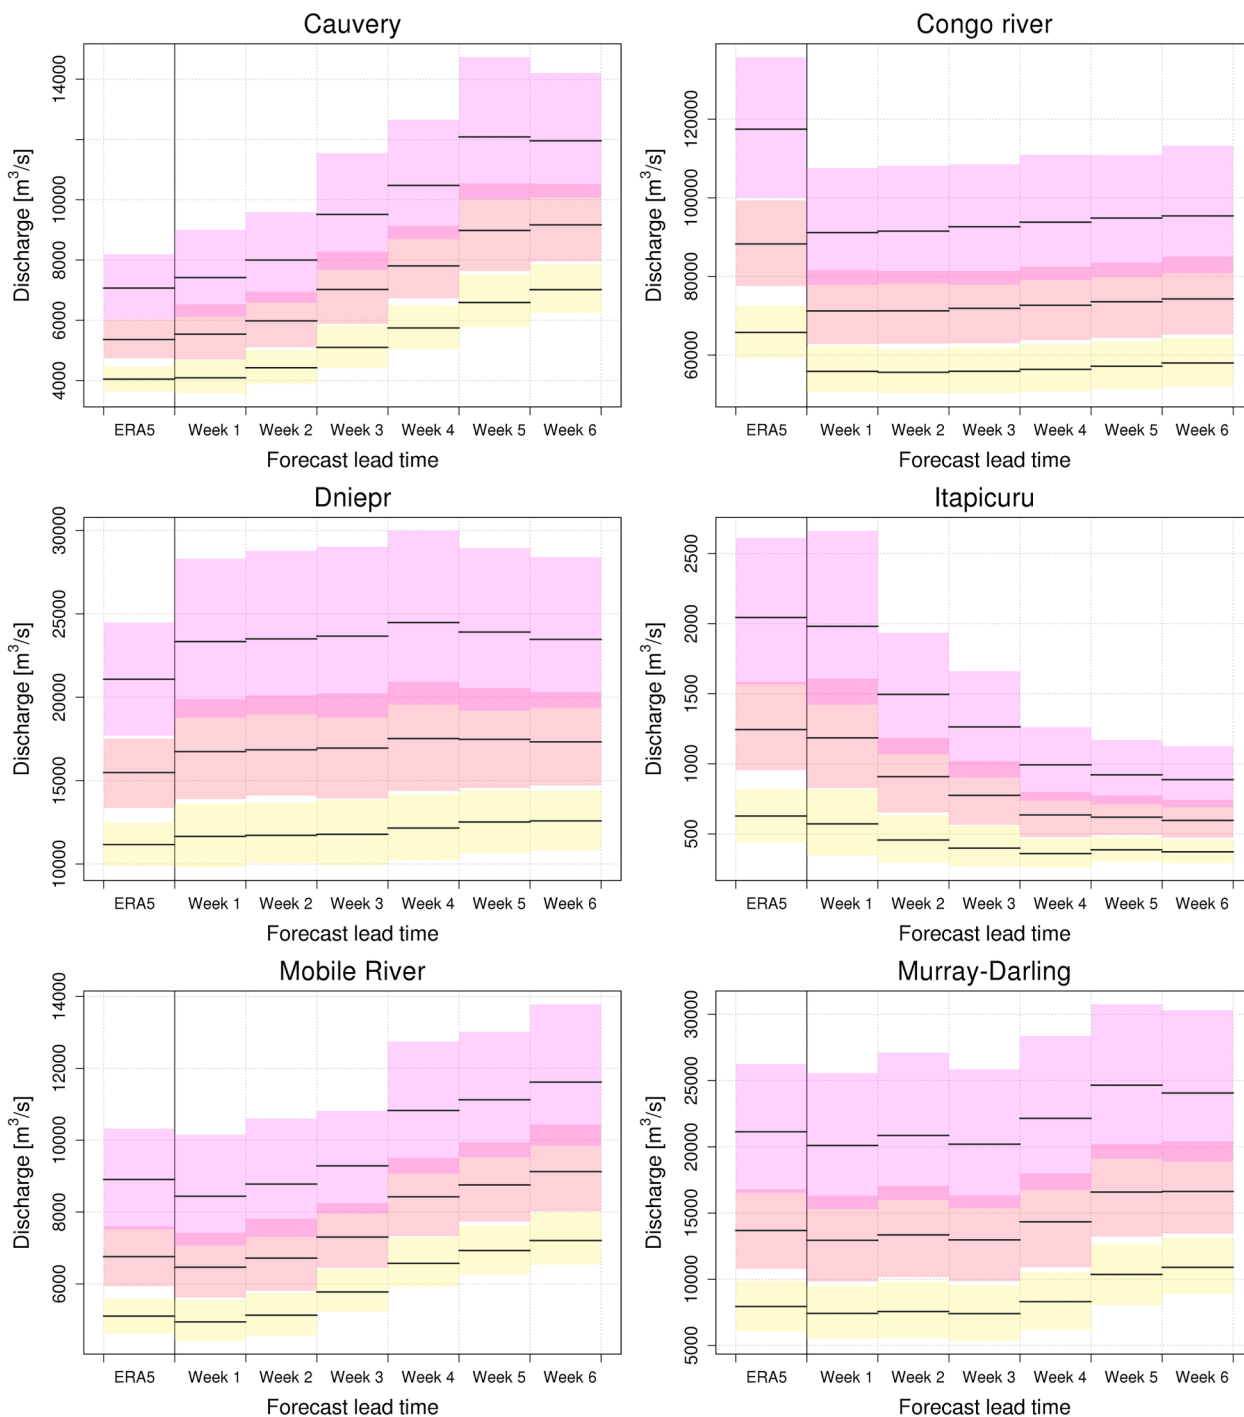 Cauvery
Discharge [m³/s]
4000 6000 8000 10000 14000
ERA5 Week 1 Week 2 Week 3 Week 4 Week 5 Week 6
Forecast lead time
Congo river
Discharge [m³/s]
60000 80000 100000 120000
ERA5 Week 1 Week 2 Week 3 Week 4 Week 5 Week 6
Forecast lead time
Dniepr
Discharge [m³/s]
10000 15000 20000 25000 30000
ERA5 Week 1 Week 2 Week 3 Week 4 Week 5 Week 6
Forecast lead time
Itapicuru
Discharge [m³/s]
500 1000 1500 2000 2500
ERA5 Week 1 Week 2 Week 3 Week 4 Week 5 Week 6
Forecast lead time
Mobile River
Discharge [m³/s]
6000 8000 10000 12000 14000
ERA5 Week 1 Week 2 Week 3 Week 4 Week 5 Week 6
Forecast lead time
Murray-Darling
Discharge [m³/s]
5000 10000 15000 20000 25000 30000
ERA5 Week 1 Week 2 Week 3 Week 4 Week 5 Week 6
Forecast lead time